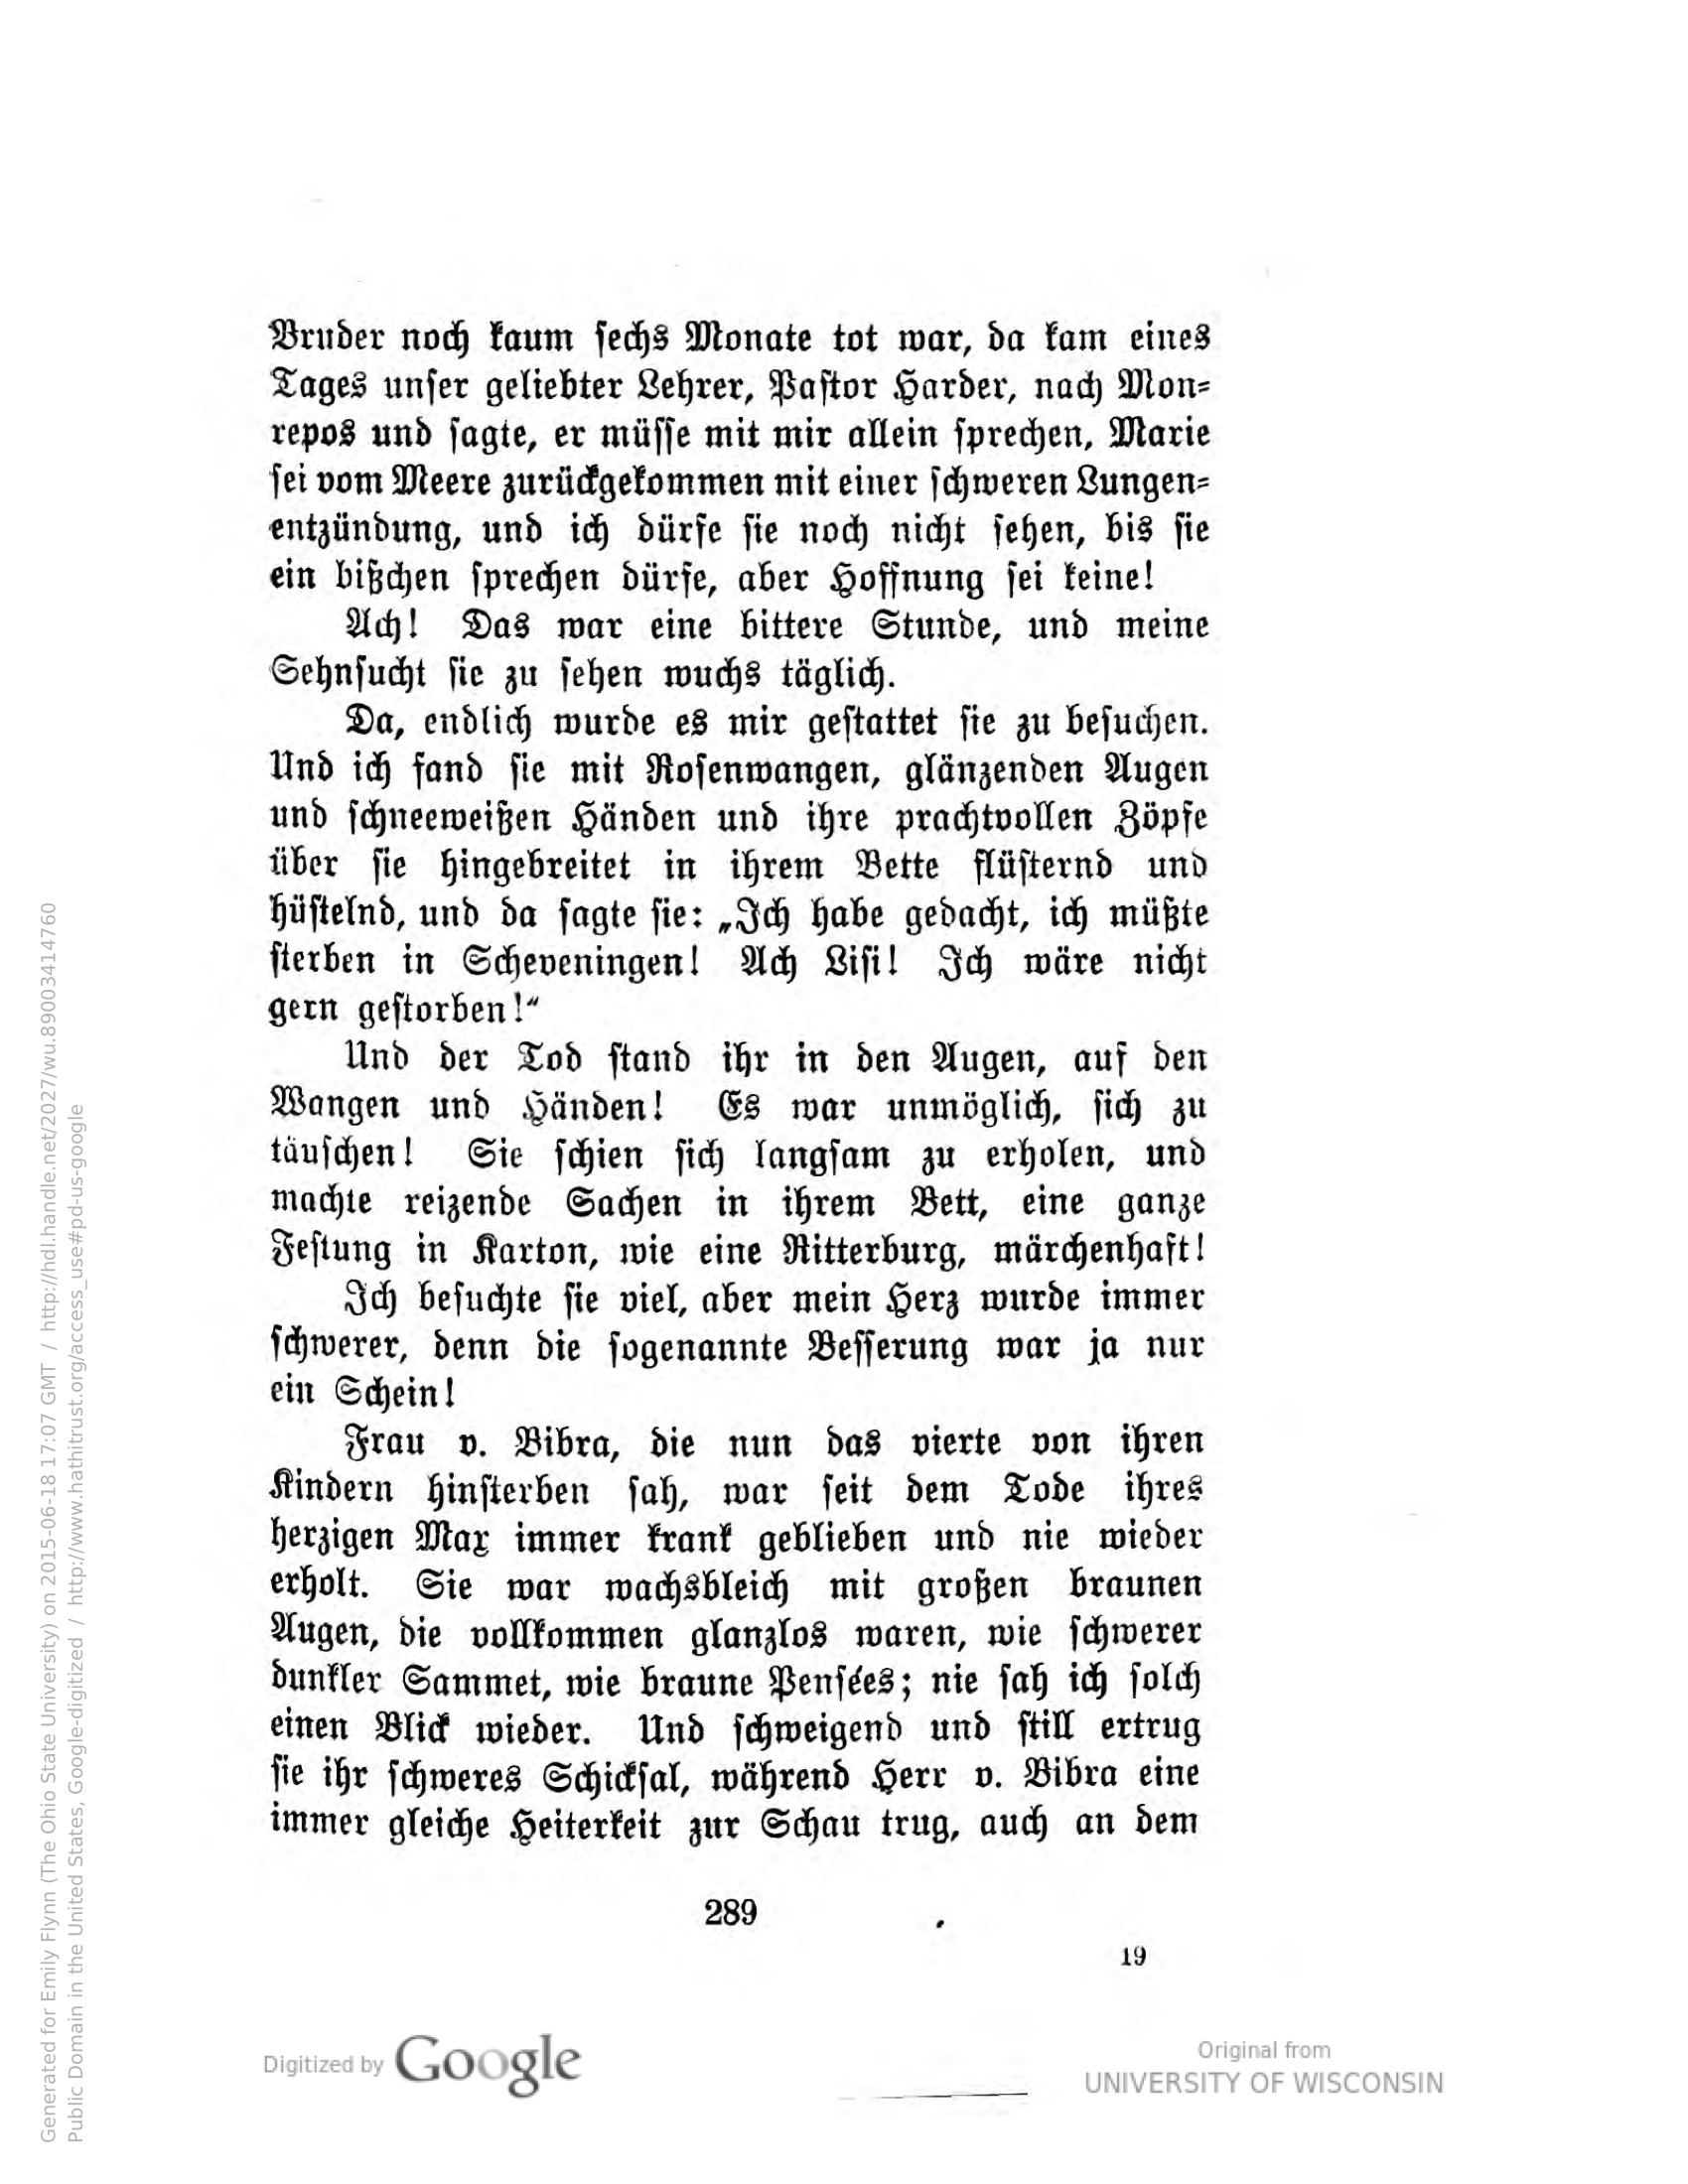 Bruder noch kaum sechs Monate tot war, da kam eines
Tages unser geliebter Lehrer, Pastor Harder, nach Mon-
repos und sagte, er müsse mit mir allein sprechen, Marie
sei vom Meere zurückgekommen mit einer schweren Lungen-
entzündung, und ich dürfe sie noch nicht sehen, bis sie
ein bißchen sprechen dürfe, aber Hoffnung sei keine!
Ach! Das war eine bittere Stunde, und meine
Sehnsucht sie zu sehen wuchs täglich.
Da, endlich wurde es mir gestattet sie zu besuchen.
Und ich fand sie mit Rosenwangen, glänzenden Augen
und schneeweißen Händen und ihre prachtvollen Zöpfe
über sie hingebreitet in ihrem Bette flüsternd und
hüstelnd, und da sagte sie: „Ich habe gedacht, ich müßte
sterben in Scheveningen! Ach Lisi! Ich wäre nicht
gern gestorben!“
Und der Tod stand ihr in den Augen, auf den
Wangen und Händen! Es war unmöglich, sich zu
täuschen! Sie schien sich langsam zu erholen, und
machte reizende Sachen in ihrem Bett, eine ganze
Festung in Karton, wie eine Ritterburg, märchenhaft!
Ich besuchte sie viel, aber mein Herz wurde immer
schwerer, denn die sogenannte Besserung war ja nur
ein Schein!
Frau v. Bibra, die nun das vierte von ihren
Kindern hinsterben sah, war seit dem Tode ihres
herzigen Max immer krank geblieben und nie wieder
erholt. Sie war wachsbleich mit großen braunen
Augen, die vollkommen glanzlos waren, wie schwerer
dunkler Sammet, wie braune Pensées; nie sah ich solch
einen Blick wieder. Und schweigend und still ertrug
sie ihr schweres Schicksal, während Herr v. Bibra eine
immer gleiche Heiterkeit zur Schau trug, auch an dem
289
19
Digitized by Google
Original from
UNIVERSITY OF WISCONSIN
Generated for Emily Flynn (The Ohio State University) on 2015-06-18 17:07 GMT / http://hdl.handle.net/2027/wu.89003414760
Public Domain in the United States, Google-digitized / http://www.hathitrust.org/access_use#pd-us-google